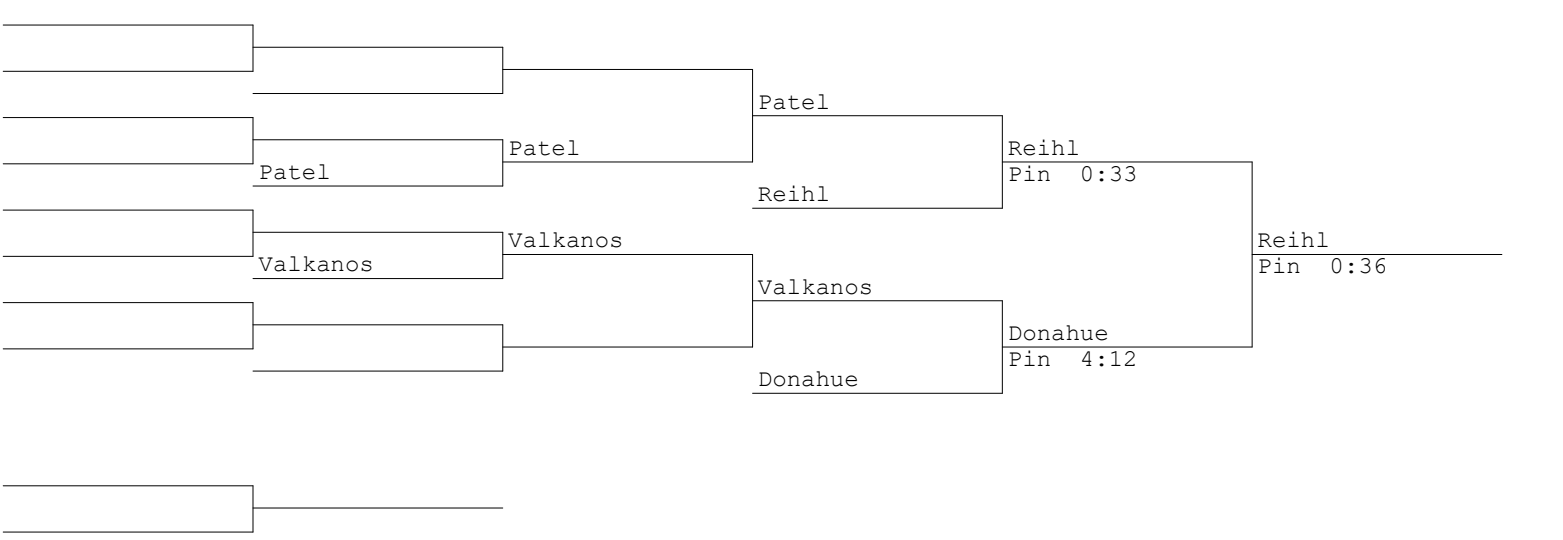 Patel
Patel
Reihl
Pin 0:33
Patel
Reihl
Valkanos
Reihl
Valkanos
Pin 0:36
Valkanos
Donahue
Pin 4:12
Donahue